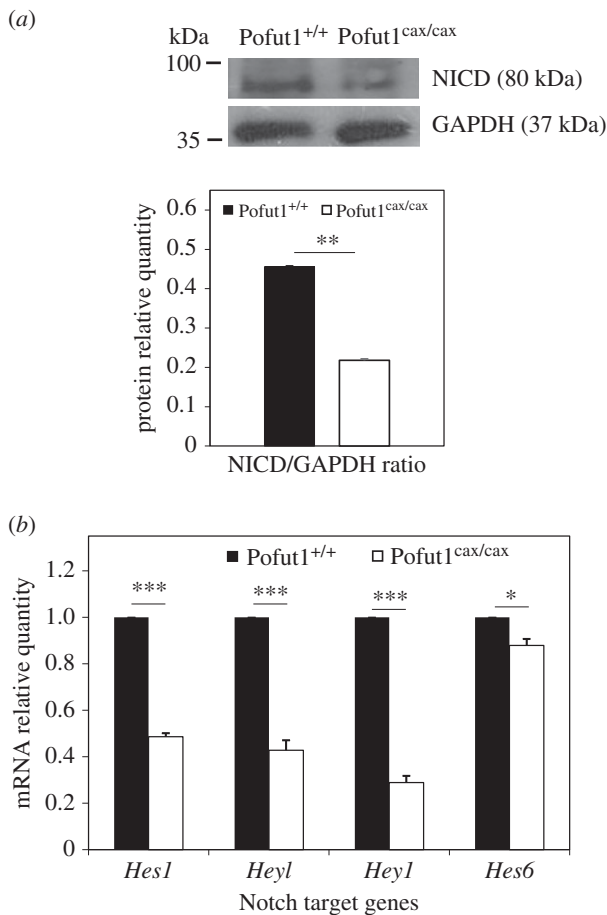 (a)
kDa Pofut1+/+ Pofut1cax/cax
100 NICD (80 kDa)
35 GAPDH (37 kDa)
Pofut1+/+ Pofut1cax/cax
0.6
0.5
0.4
0.3
0.2
0.1
0
**
protein relative quantity
NICD/GAPDH ratio
(b)
Pofut1+/+ Pofut1cax/cax
1.2
1.0
0.8
0.6
0.4
0.2
0
*** *** *** *
mRNA relative quantity
Hes1 Heyl Hey1 Hes6
Notch target genes